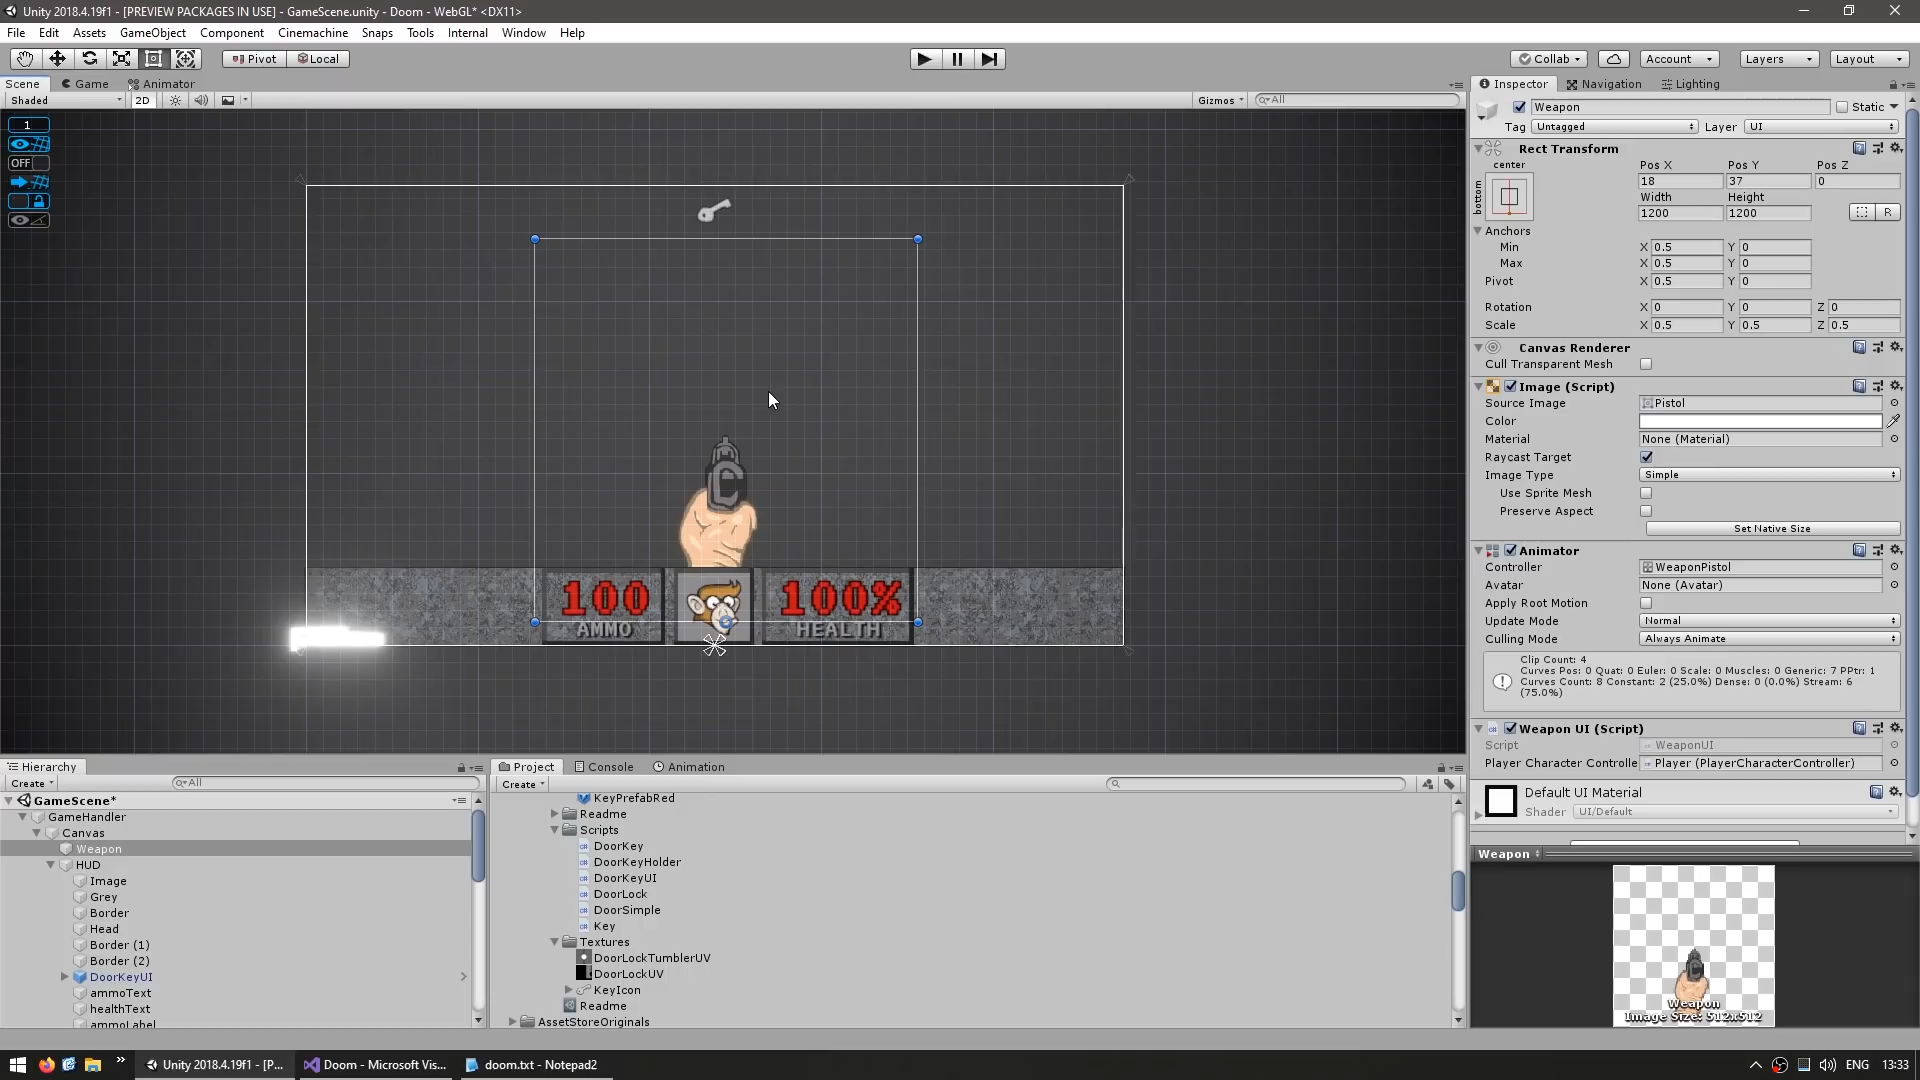 Unity 2018.4.19f1 - [PREVIEW PACKAGES IN USE] - GameScene.unity - Doom - WebGL* <DX11>
File Edit Assets GameObject Component Cinemachine Snaps Tools Internal Window Help
Pivot Local Collab Account Layers Layout
Scene Game Animator Inspector Navigation Lighting
Shaded 2D Gizmos All
1
OFF
100
AMMO
100%
HEALTH
Weapon Static
Tag Untagged Layer UI
Rect Transform
center
bottom
Pos X Pos Y Pos Z
18 37 0
Width Height
1200 1200 R
Anchors
Min X 0.5 Y 0
Max X 0.5 Y 0
Pivot X 0.5 Y 0
Rotation X 0 Y 0 Z 0
Scale X 0.5 Y 0.5 Z 0.5
Canvas Renderer
Cull Transparent Mesh
Image (Script)
Source Image Pistol
Color
Material None (Material)
Raycast Target
Image Type Simple
Use Sprite Mesh
Preserve Aspect
Set Native Size
Animator
Controller WeaponPistol
Avatar None (Avatar)
Apply Root Motion
Update Mode Normal
Culling Mode Always Animate
Clip Count: 4
Curves Pos: 0 Quat: 0 Euler: 0 Scale: 0 Muscles: 0 Generic: 7 PPtr: 1
Curves Count: 8 Constant: 2 (25.0%) Dense: 0 (0.0%) Stream: 6
(75.0%)
Weapon UI (Script)
Script WeaponUI
Player Character Controlle Player (PlayerCharacterController)
Default UI Material
Shader UI/Default
Weapon
Weapon
Image Size: 512x512
Hierarchy
Create All
GameScene*
GameHandler
Canvas
Weapon
HUD
Image
Grey
Border
Head
Border (1)
Border (2)
DoorKeyUI
ammoText
healthText
ammoLabel
Project Console Animation
Create
KeyPrefabRed
Readme
Scripts
DoorKey
DoorKeyHolder
DoorKeyUI
DoorLock
DoorSimple
Key
Textures
DoorLockTumblerUV
DoorLockUV
KeyIcon
Readme
AssetStoreOriginals
Unity 2018.4.19f1 - [P... Doom - Microsoft Vis... doom.txt - Notepad2 ENG 13:33